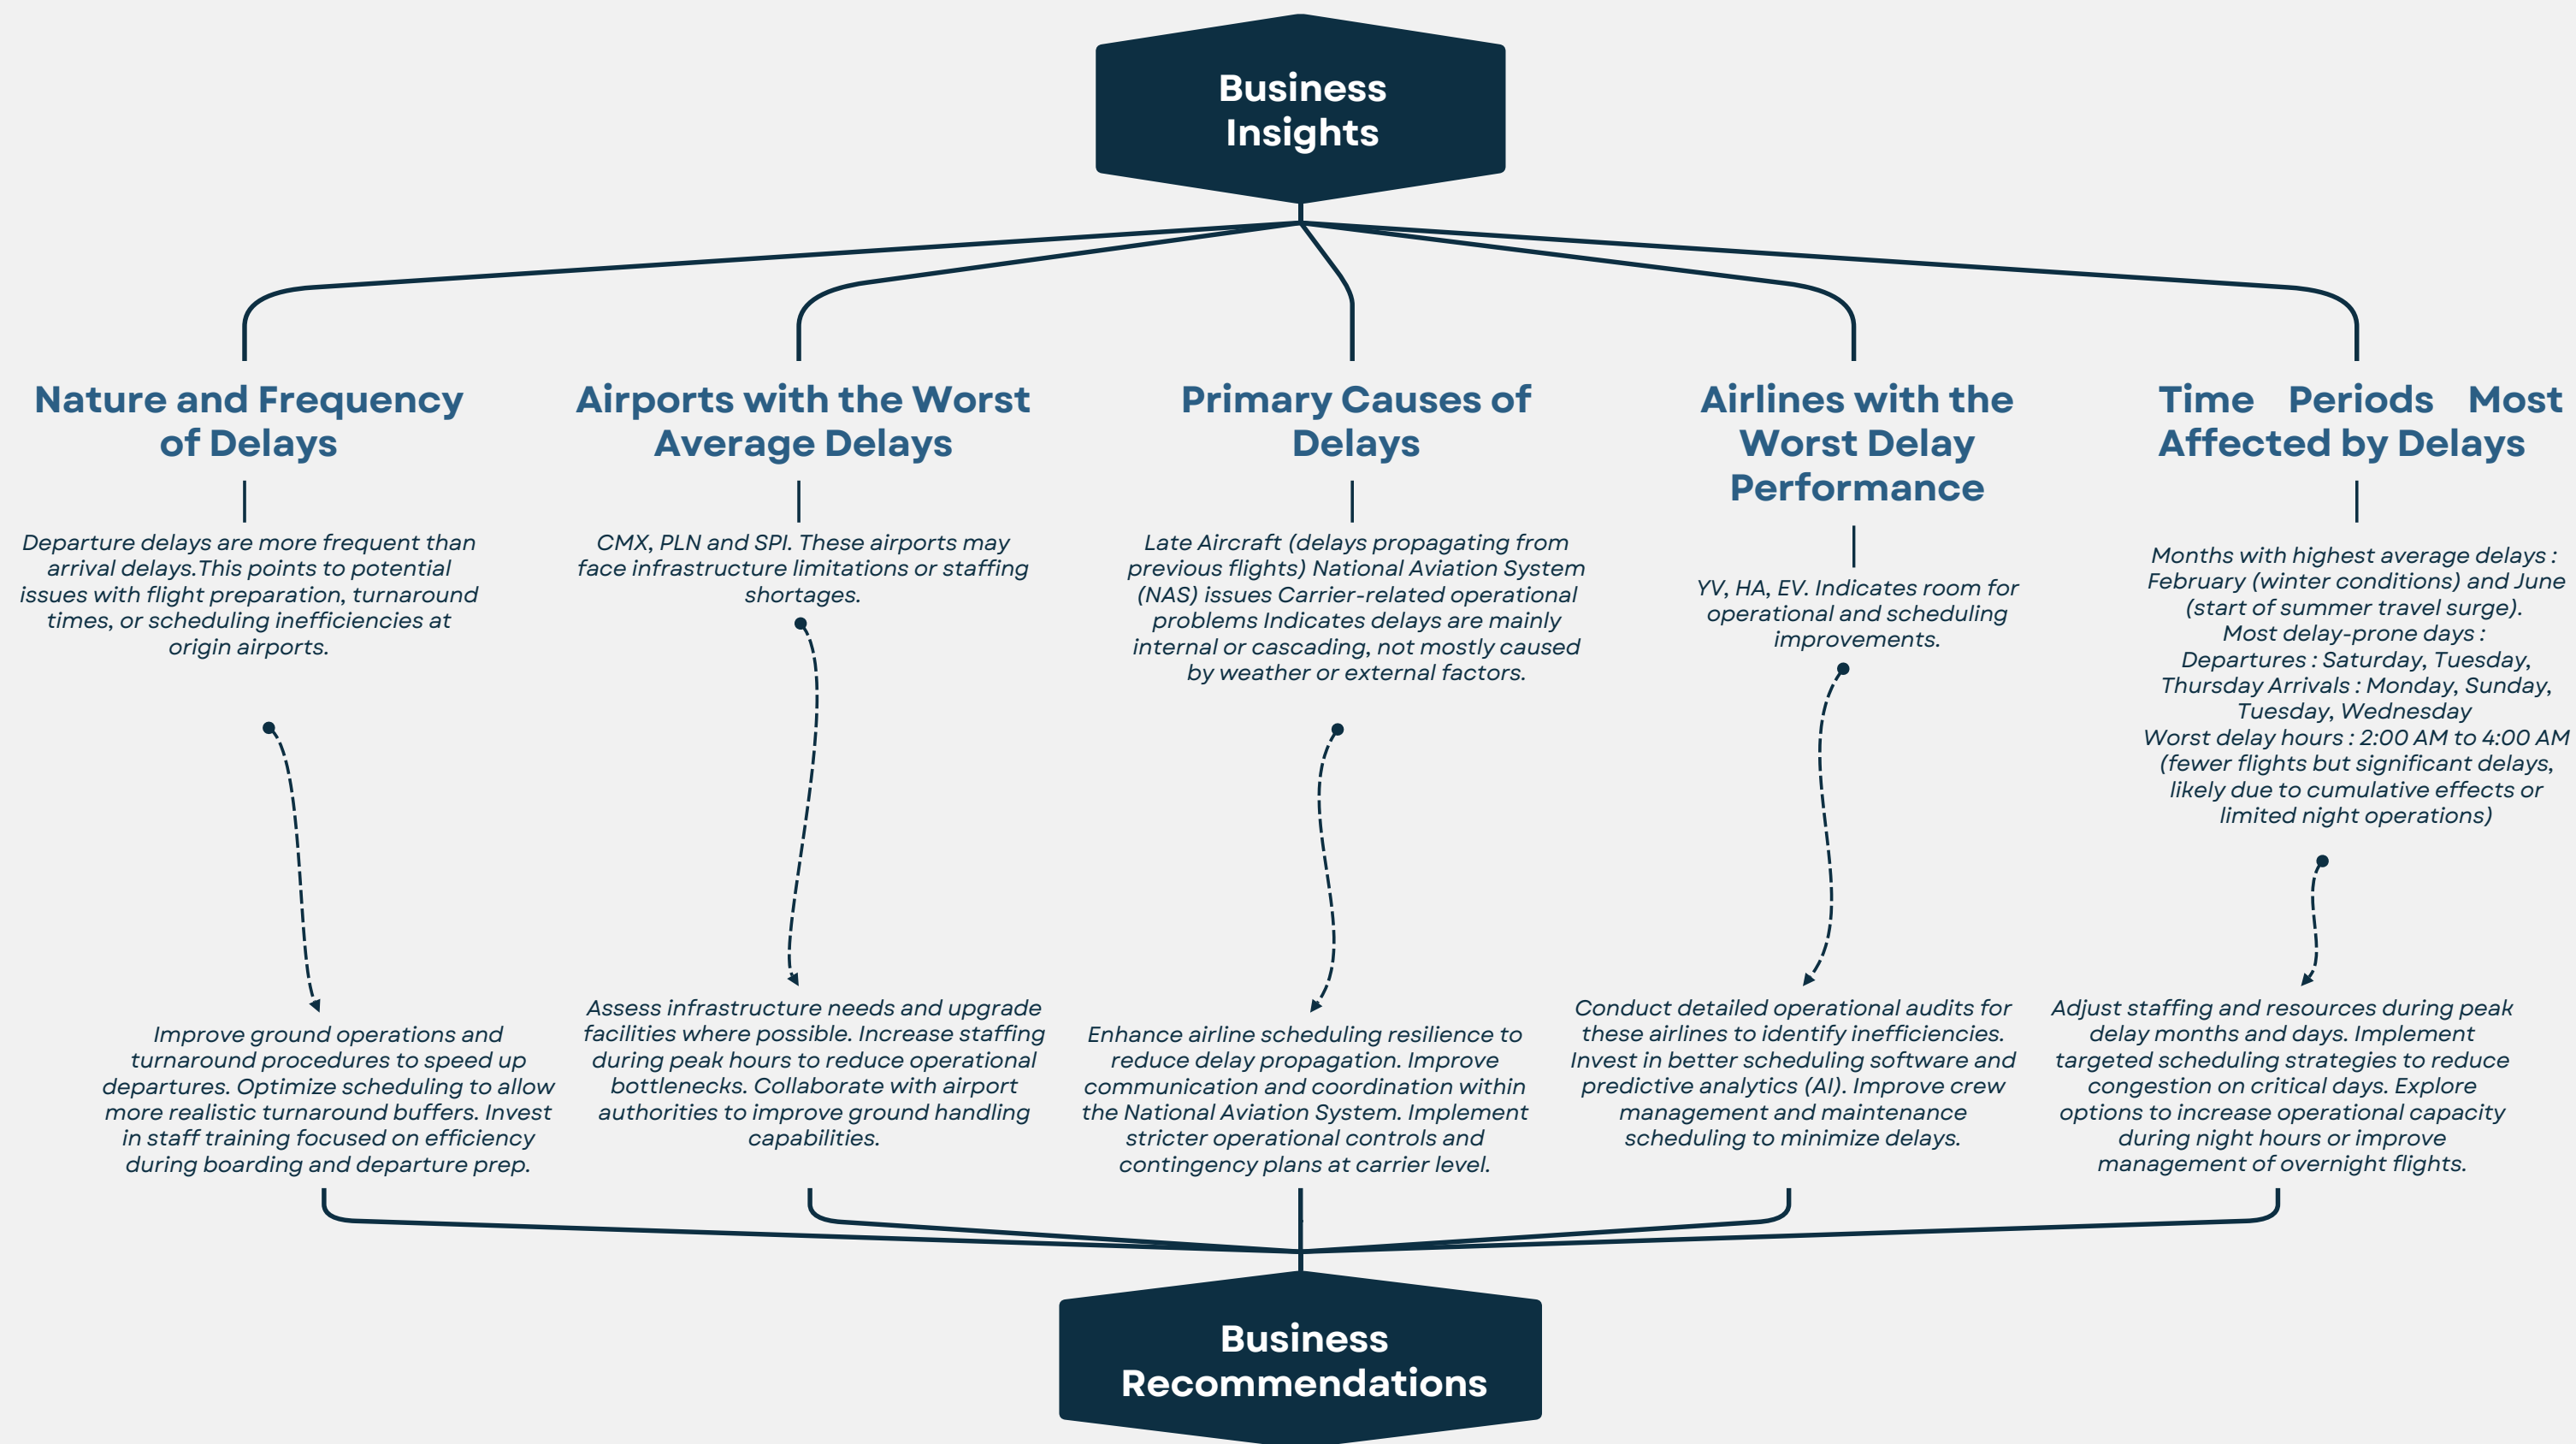 Business
Insights
Nature and Frequency
of Delays
Departure delays are more frequent than
arrival delays.This points to potential
issues with flight preparation, turnaround
times, or scheduling inefficiencies at
origin airports.
Improve ground operations and
turnaround procedures to speed up
departures. Optimize scheduling to allow
more realistic turnaround buffers. Invest
in staff training focused on efficiency
during boarding and departure prep.
Airports with the Worst
Average Delays
CMX, PLN and SPI. These airports may
face infrastructure limitations or staffing
shortages.
Assess infrastructure needs and upgrade
facilities where possible. Increase staffing
during peak hours to reduce operational
bottlenecks. Collaborate with airport
authorities to improve ground handling
capabilities.
Primary Causes of
Delays
Late Aircraft (delays propagating from
previous flights) National Aviation System
(NAS) issues Carrier-related operational
problems Indicates delays are mainly
internal or cascading, not mostly caused
by weather or external factors.
Enhance airline scheduling resilience to
reduce delay propagation. Improve
communication and coordination within
the National Aviation System. Implement
stricter operational controls and
contingency plans at carrier level.
Airlines with the
Worst Delay
Performance
YV, HA, EV. Indicates room for
operational and scheduling
improvements.
Conduct detailed operational audits for
these airlines to identify inefficiencies.
Invest in better scheduling software and
predictive analytics (AI). Improve crew
management and maintenance
scheduling to minimize delays.
Time Periods Most
Affected by Delays
Months with highest average delays :
February (winter conditions) and June
(start of summer travel surge).
Most delay-prone days :
Departures : Saturday, Tuesday,
Thursday Arrivals : Monday, Sunday,
Tuesday, Wednesday
Worst delay hours : 2:00 AM to 4:00 AM
(fewer flights but significant delays,
likely due to cumulative effects or
limited night operations)
Adjust staffing and resources during peak
delay months and days. Implement
targeted scheduling strategies to reduce
congestion on critical days. Explore
options to increase operational capacity
during night hours or improve
management of overnight flights.
Business
Recommendations